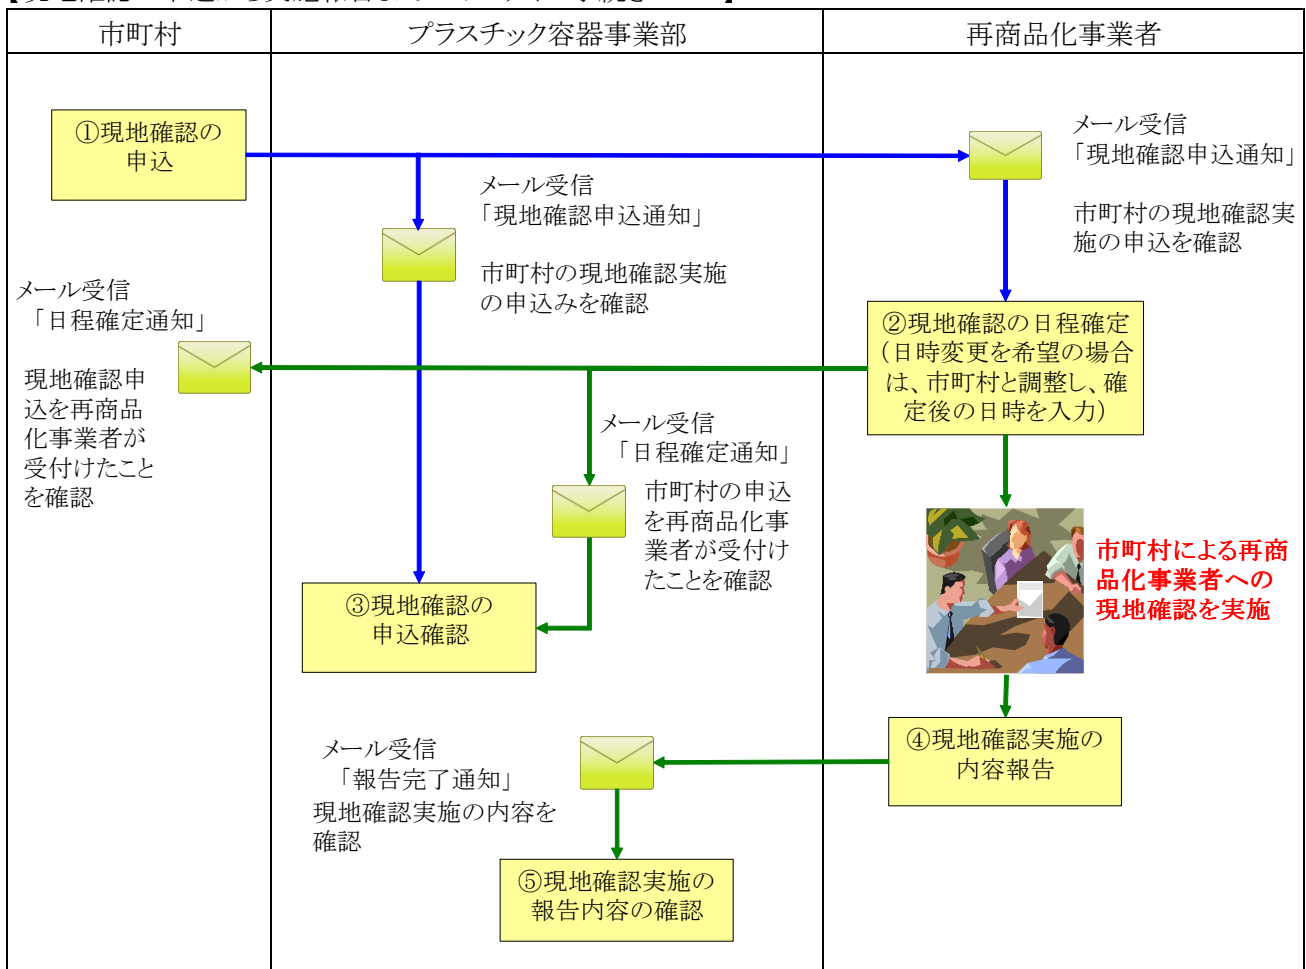 市町村
プラスチック容器事業部
再商品化事業者
①現地確認の
申込
メール受信
「現地確認申込通知」
市町村の現地確認実施
の申込みを確認
メール受信
「現地確認申込通知」
市町村の現地確認実
施の申込を確認
メール受信
「日程確定通知」
現地確認申
込を再商品
化事業者が
受付けたこと
を確認
②現地確認の日程確定
（日時変更を希望の場合
は、市町村と調整し、確
定後の日時を入力）
メール受信
「日程確定通知」
市町村の申込
を再商品化事
業者が受付け
たことを確認
③現地確認の
申込確認
市町村による再商
品化事業者への
現地確認を実施
④現地確認実施の
内容報告
メール受信
「報告完了通知」
現地確認実施の内容を
確認
⑤現地確認実施の
報告内容の確認